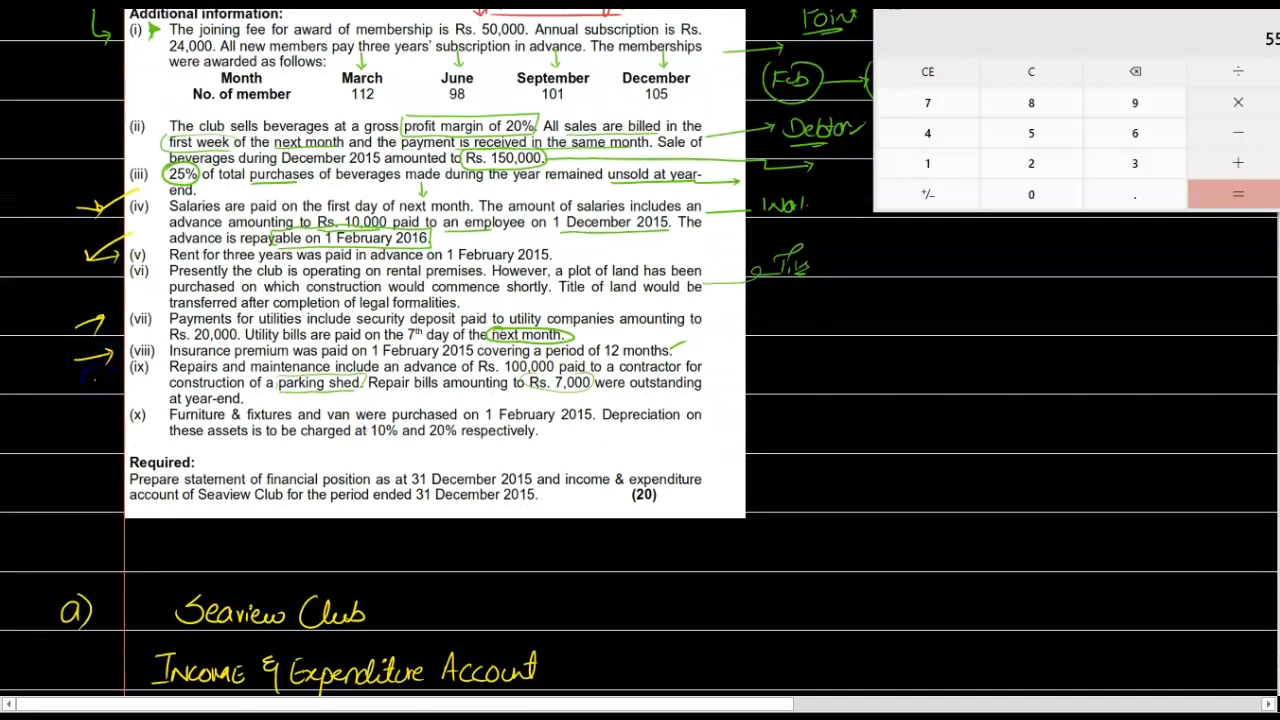 Additional information:
(i) The joining fee for award of membership is Rs. 50,000. Annual subscription is Rs.
24,000. All new members pay three years' subscription in advance. The memberships
were awarded as follows:
Month March June September December
No. of member 112 98 101 105
(ii) The club sells beverages at a gross profit margin of 20%. All sales are billed in the
first week of the next month and the payment is received in the same month. Sale of
beverages during December 2015 amounted to Rs. 150,000.
(iii) 25% of total purchases of beverages made during the year remained unsold at year-
end.
(iv) Salaries are paid on the first day of next month. The amount of salaries includes an
advance amounting to Rs. 10,000 paid to an employee on 1 December 2015. The
advance is repayable on 1 February 2016.
(v) Rent for three years was paid in advance on 1 February 2015.
(vi) Presently the club is operating on rental premises. However, a plot of land has been
purchased on which construction would commence shortly. Title of land would be
transferred after completion of legal formalities.
(vii) Payments for utilities include security deposit paid to utility companies amounting to
Rs. 20,000. Utility bills are paid on the 7th day of the next month.
(viii) Insurance premium was paid on 1 February 2015 covering a period of 12 months.
(ix) Repairs and maintenance include an advance of Rs. 100,000 paid to a contractor for
construction of a parking shed. Repair bills amounting to Rs. 7,000 were outstanding
at year-end.
(x) Furniture & fixtures and van were purchased on 1 February 2015. Depreciation on
these assets is to be charged at 10% and 20% respectively.
Required:
Prepare statement of financial position as at 31 December 2015 and income & expenditure
account of Seaview Club for the period ended 31 December 2015. (20)
Point
Feb
Debtor
55
CE C ⌫ ÷
7 8 9 ×
4 5 6 −
1 2 3 +
+/− 0 . =
a) Seaview Club
Income & Expenditure Account